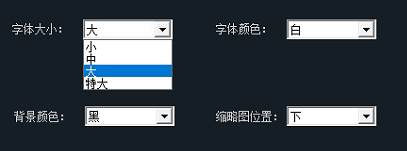 字体大小： 大 字体颜色： 白
小
中
大
特大
背景颜色： 黑 缩略图位置： 下